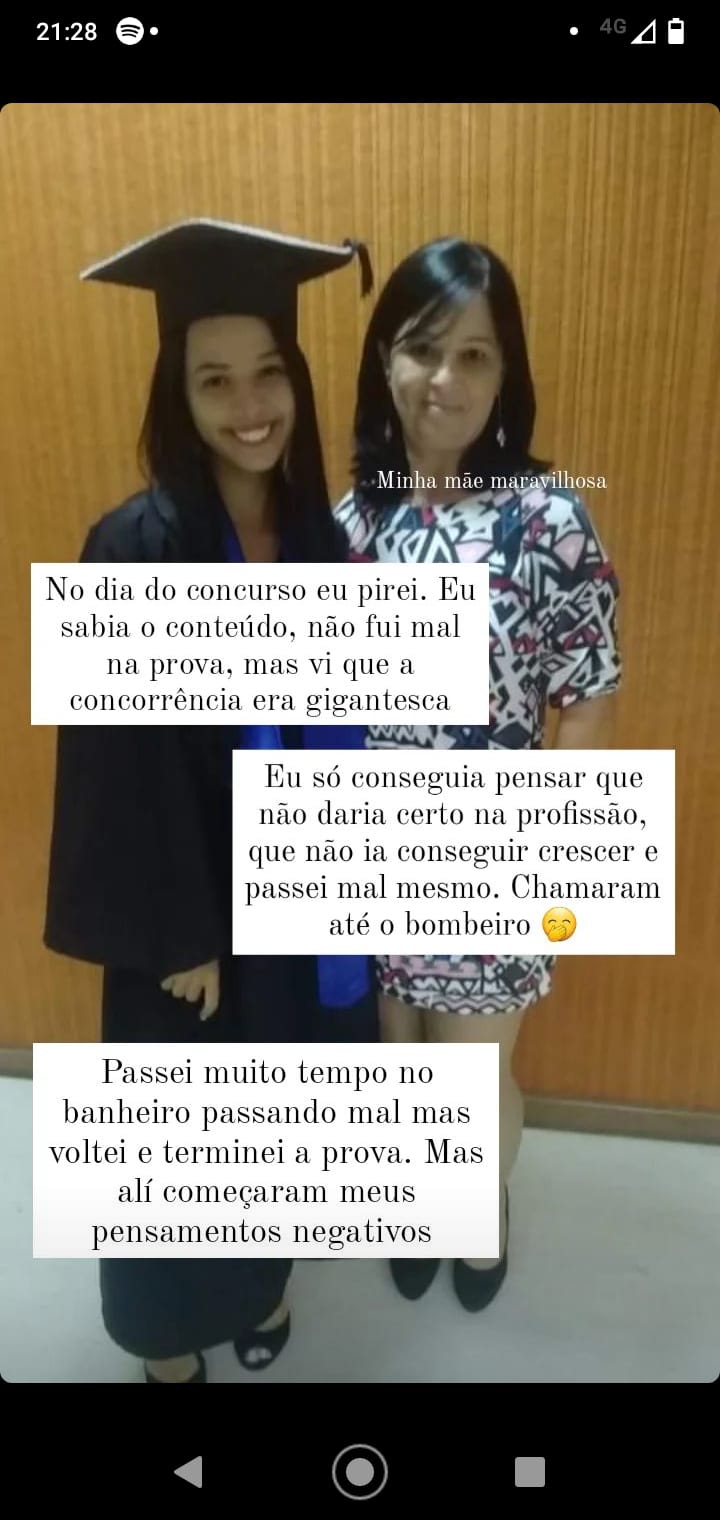 21:28
4G
Minha mãe maravilhosa
No dia do concurso eu pirei. Eu
sabia o conteúdo, não fui mal
na prova, mas vi que a
concorrência era gigantesca
Eu só conseguia pensar que
não daria certo na profissão,
que não ia conseguir crescer e
passei mal mesmo. Chamaram
até o bombeiro 🤭
Passei muito tempo no
banheiro passando mal mas
voltei e terminei a prova. Mas
alí começaram meus
pensamentos negativos